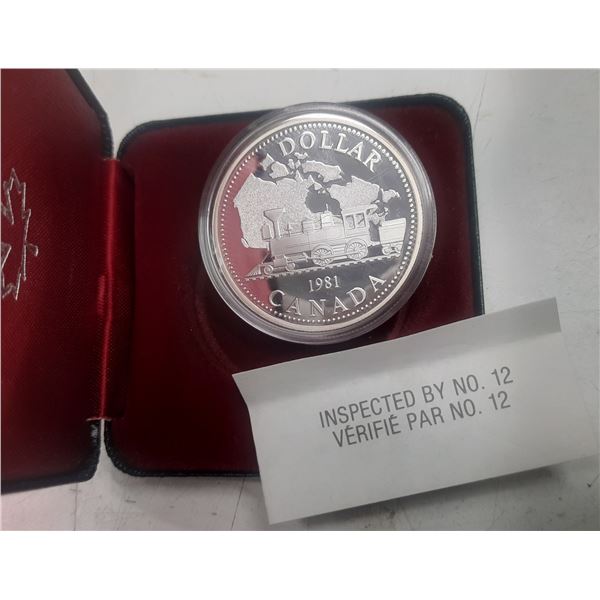 DOLLAR
1981
CANADA
INSPECTED BY NO. 12
VÉRIFIÉ PAR NO. 12